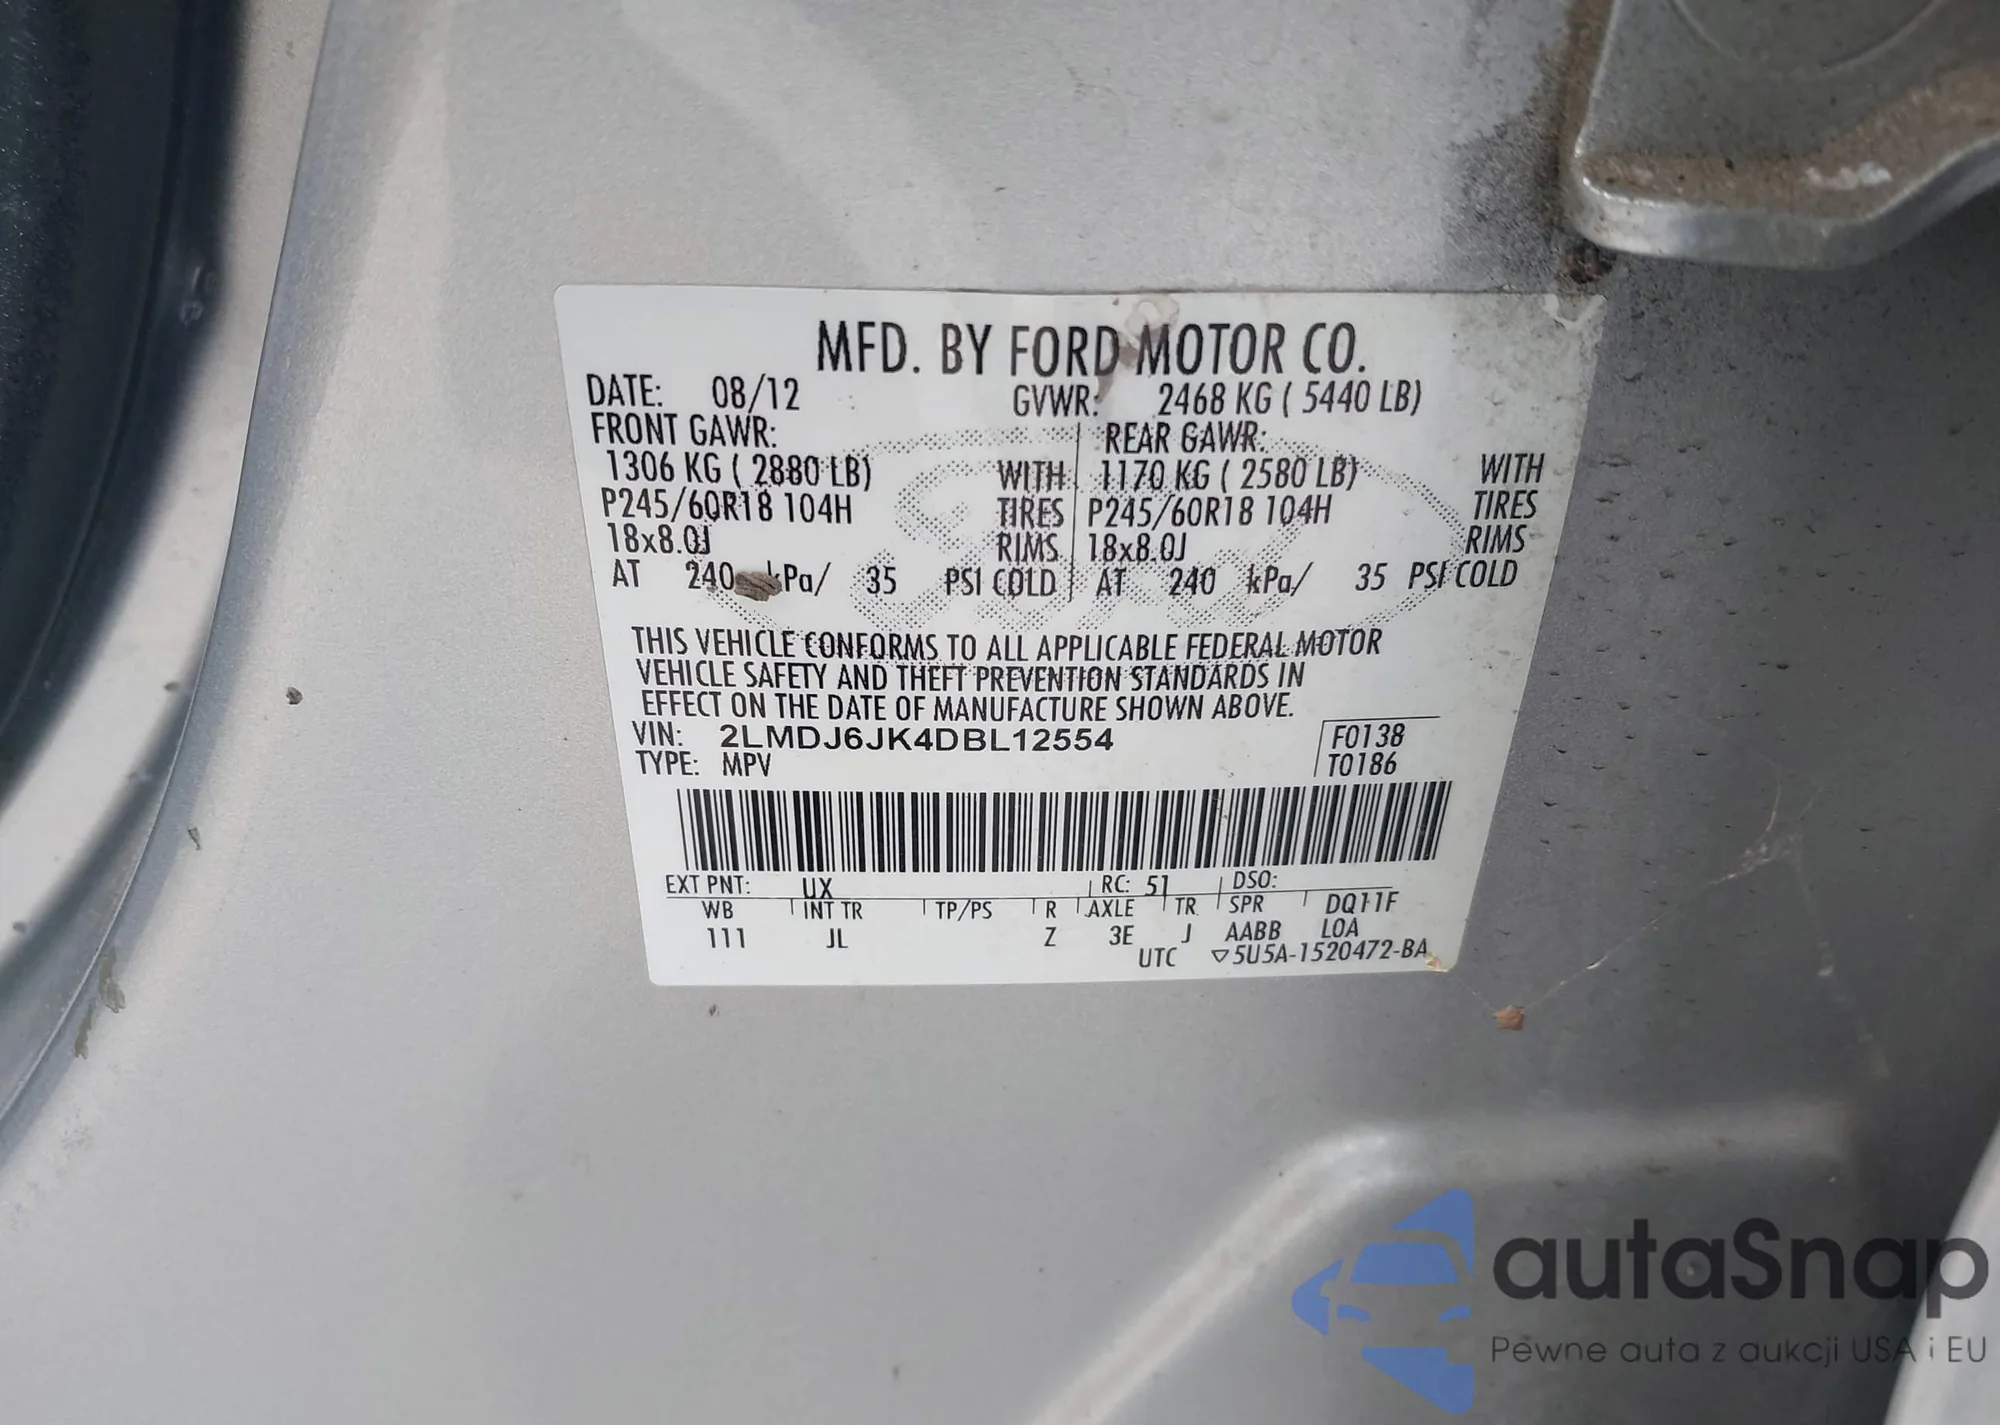 MFD. BY FORD MOTOR CO.
DATE: 08/12 GVWR: 2468 KG ( 5440 LB)
FRONT GAWR: REAR GAWR:
1306 KG ( 2880 LB) WITH 1170 KG ( 2580 LB) WITH
P245/60R18 104H TIRES P245/60R18 104H TIRES
18x8.0J RIMS 18x8.0J RIMS
AT 240 kPa/ 35 PSI COLD AT 240 kPa/ 35 PSI COLD
THIS VEHICLE CONFORMS TO ALL APPLICABLE FEDERAL MOTOR
VEHICLE SAFETY AND THEFT PREVENTION STANDARDS IN
EFFECT ON THE DATE OF MANUFACTURE SHOWN ABOVE.
VIN: 2LMDJ6JK4DBL12554 F0138
TYPE: MPV T0186
EXT PNT: UX RC: 51 DSO:
WB INT TR TP/PS R AXLE TR SPR DQ11F
111 JL Z 3E J AABB LOA
UTC ▽5U5A-1520472-BA
autaSnap
Pewne auta z aukcji USA i EU